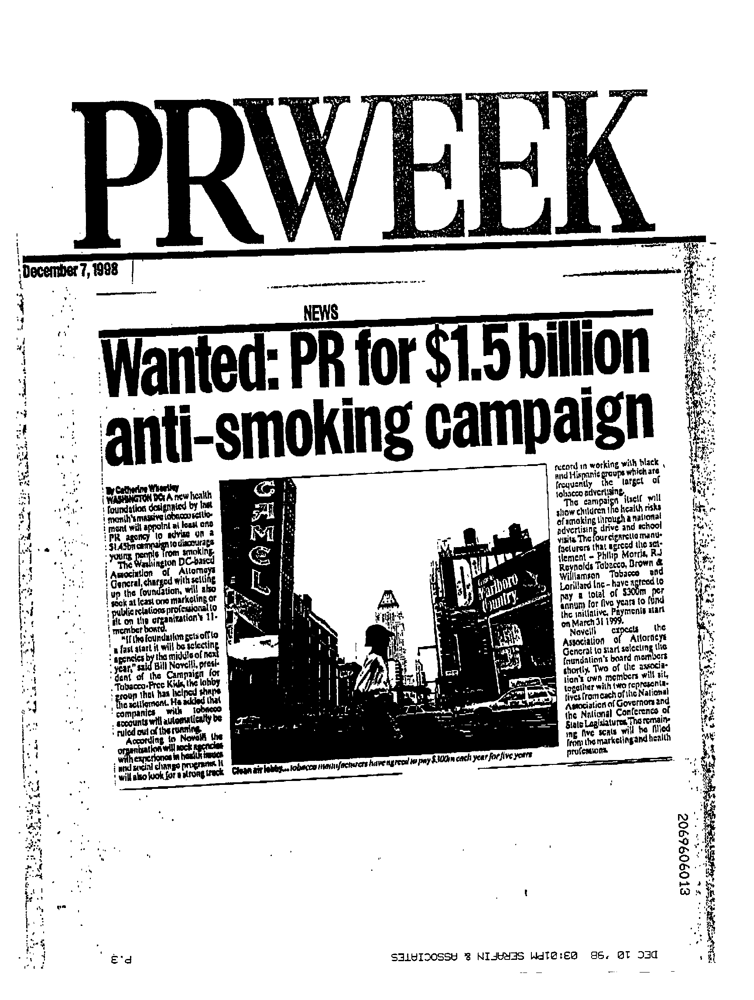 PRWEEK
December 7, 1998
NEWS
Wanted: PR for $1.5 billion
anti-smoking campaign
By Catherine Wheatley
WASHINGTON DC: A new health
foundation designated by last
month's massive tobacco settle-
ment will appoint at least one
PR agency to advise on a
$1.45bn campaign to discourage
young people from smoking.
The Washington DC-based
Association of Attorneys
General, charged with setting
up the foundation, will also
seek at least one marketing or
public relations professional to
sit on the organization's 11-
member board.
"If the foundation gets off to
a fast start it will be selecting
agencies by the middle of next
year," said Bill Novelli, presi-
dent of the Campaign for
Tobacco-Free Kids, the lobby
group that has helped shape
the settlement. He added that
companies with tobacco
accounts will automatically be
ruled out of the running.
According to Novelli the
organization will seek agencies
with experience in health issues
and social change programs. It
will also look for a strong track
CAMEL
Marlboro
Country
Clean air lobby... tobacco manufacturers have agreed to pay $300m each year for five years
record in working with black
and Hispanic groups which are
frequently the target of
tobacco advertising.
The campaign itself will
show children the health risks
of smoking through a national
advertising drive and school
visits. The four cigarette manu-
facturers that agreed the set-
tlement – Philip Morris, RJ
Reynolds Tobacco, Brown &
Williamson Tobacco and
Lorillard Inc – have agreed to
pay a total of $300m per
annum for five years to fund
the initiative. Payments start
on March 31 1999.
Novelli expects the
Association of Attorneys
General to start selecting the
foundation's board members
shortly. Two of the associa-
tion's own members will sit,
together with two representa-
tives from each of the National
Association of Governors and
the National Conference of
State Legislatures. The remain-
ing five seats will be filled
from the marketing and health
professions.
2069606013
DEC 10 '98 03:01PM SERAFIN & ASSOCIATES
P.3